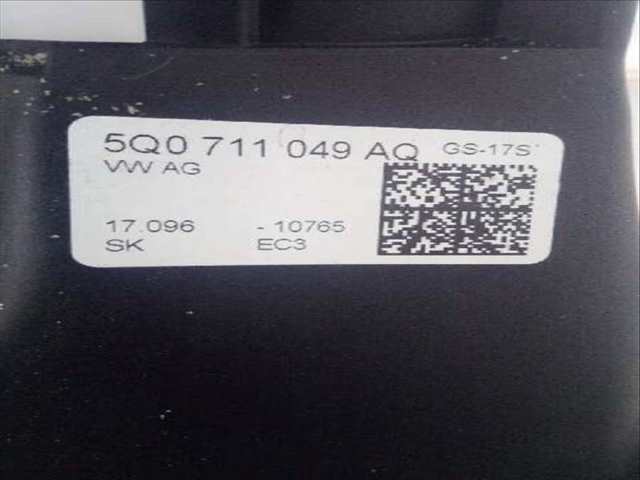 5Q0 711 049 AQ GS-17S
VW AG
17.096 - 10765
SK EC3